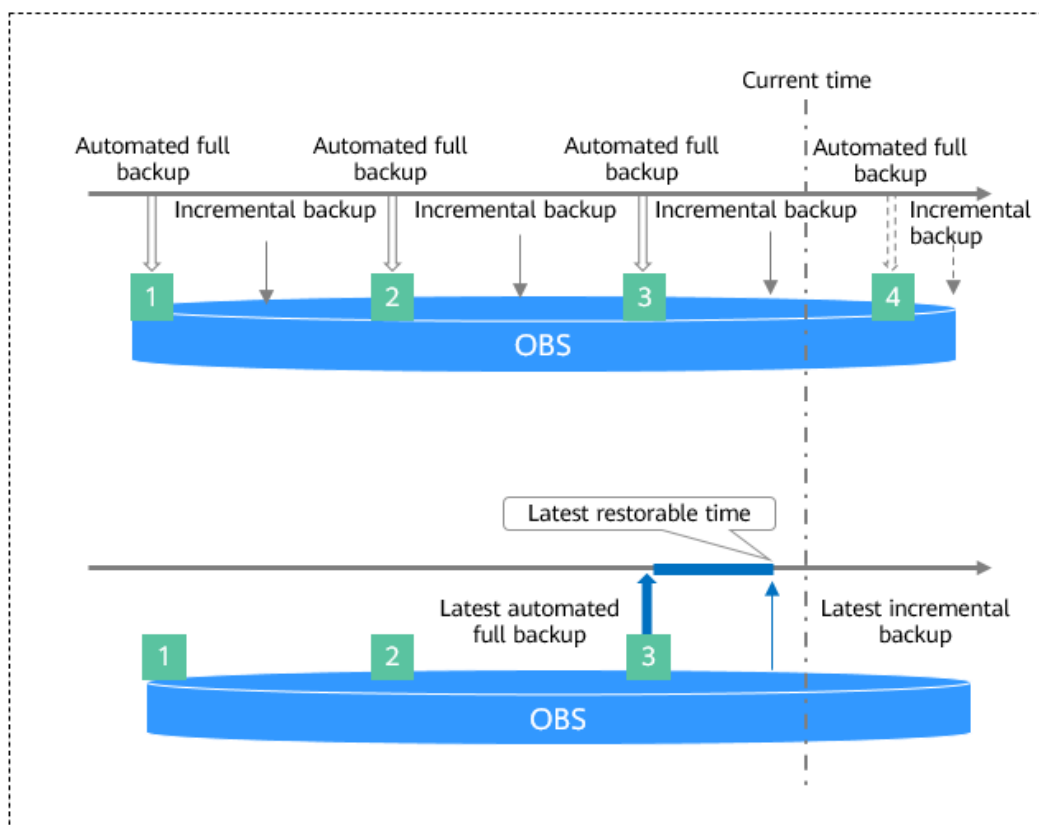 Current time
Automated full
backup
Automated full
backup
Automated full
backup
Automated full
backup
Incremental backup
Incremental backup
Incremental backup
Incremental
backup
1
2
3
4
OBS
Latest restorable time
Latest automated
full backup
Latest incremental
backup
1
2
3
OBS